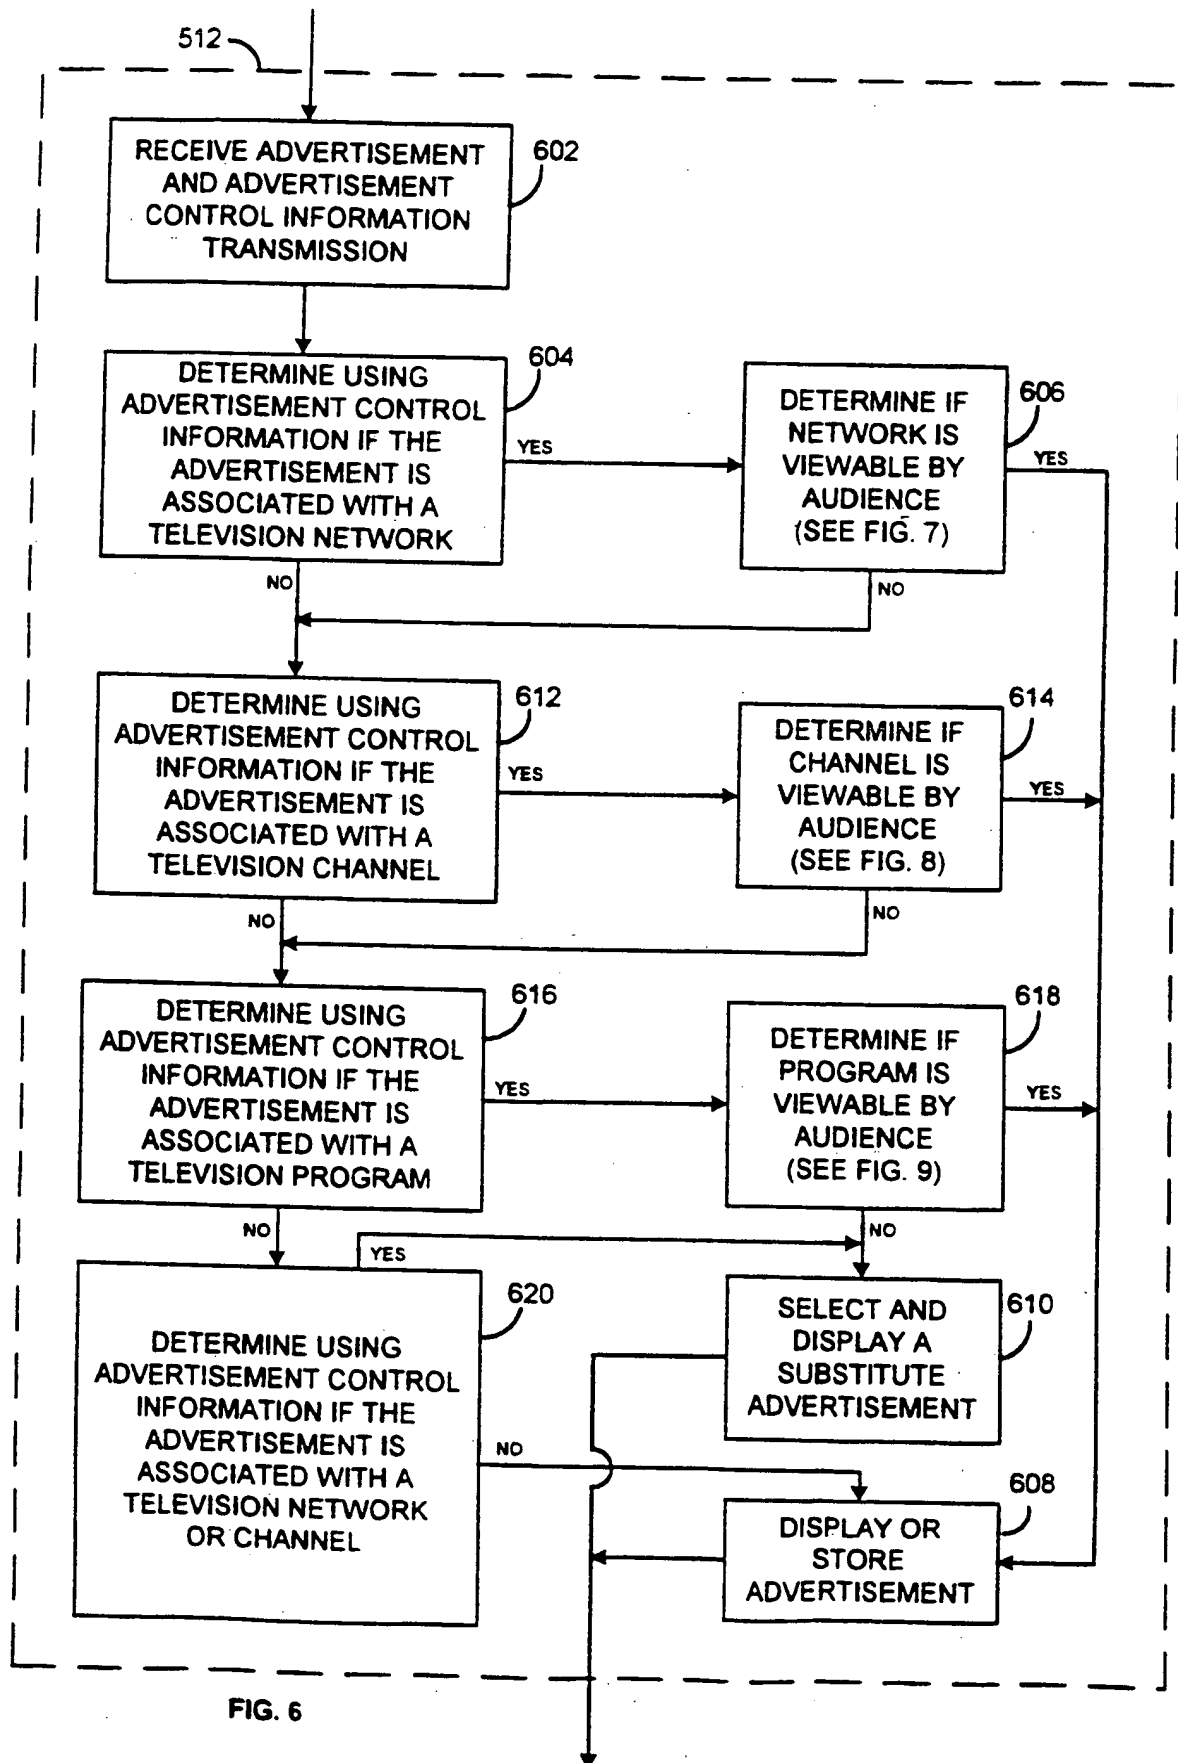 512
RECEIVE ADVERTISEMENT
AND ADVERTISEMENT
CONTROL INFORMATION
TRANSMISSION
602
DETERMINE USING
ADVERTISEMENT CONTROL
INFORMATION IF THE
ADVERTISEMENT IS
ASSOCIATED WITH A
TELEVISION NETWORK
604
YES
NO
DETERMINE IF
NETWORK IS
VIEWABLE BY
AUDIENCE
(SEE FIG. 7)
606
YES
NO
DETERMINE USING
ADVERTISEMENT CONTROL
INFORMATION IF THE
ADVERTISEMENT IS
ASSOCIATED WITH A
TELEVISION CHANNEL
612
YES
NO
DETERMINE IF
CHANNEL IS
VIEWABLE BY
AUDIENCE
(SEE FIG. 8)
614
YES
NO
DETERMINE USING
ADVERTISEMENT CONTROL
INFORMATION IF THE
ADVERTISEMENT IS
ASSOCIATED WITH A
TELEVISION PROGRAM
616
YES
NO
DETERMINE IF
PROGRAM IS
VIEWABLE BY
AUDIENCE
(SEE FIG. 9)
618
YES
NO
DETERMINE USING
ADVERTISEMENT CONTROL
INFORMATION IF THE
ADVERTISEMENT IS
ASSOCIATED WITH A
TELEVISION NETWORK
OR CHANNEL
620
YES
NO
SELECT AND
DISPLAY A
SUBSTITUTE
ADVERTISEMENT
610
DISPLAY OR
STORE
ADVERTISEMENT
608
FIG. 6